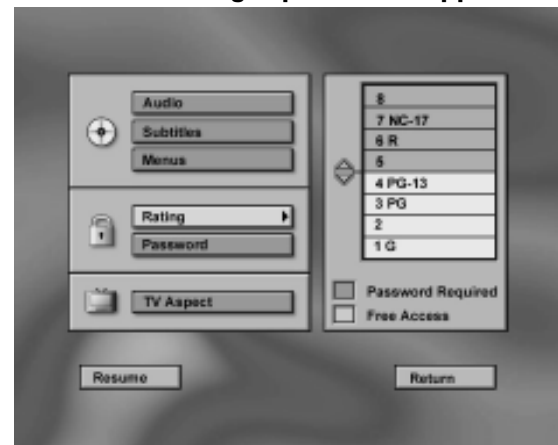 Audio
Subtitles
Menus
Rating
Password
TV Aspect
8
7 NC-17
6 R
5
4 PG-13
3 PG
2
1 G
Password Required
Free Access
Resume
Return